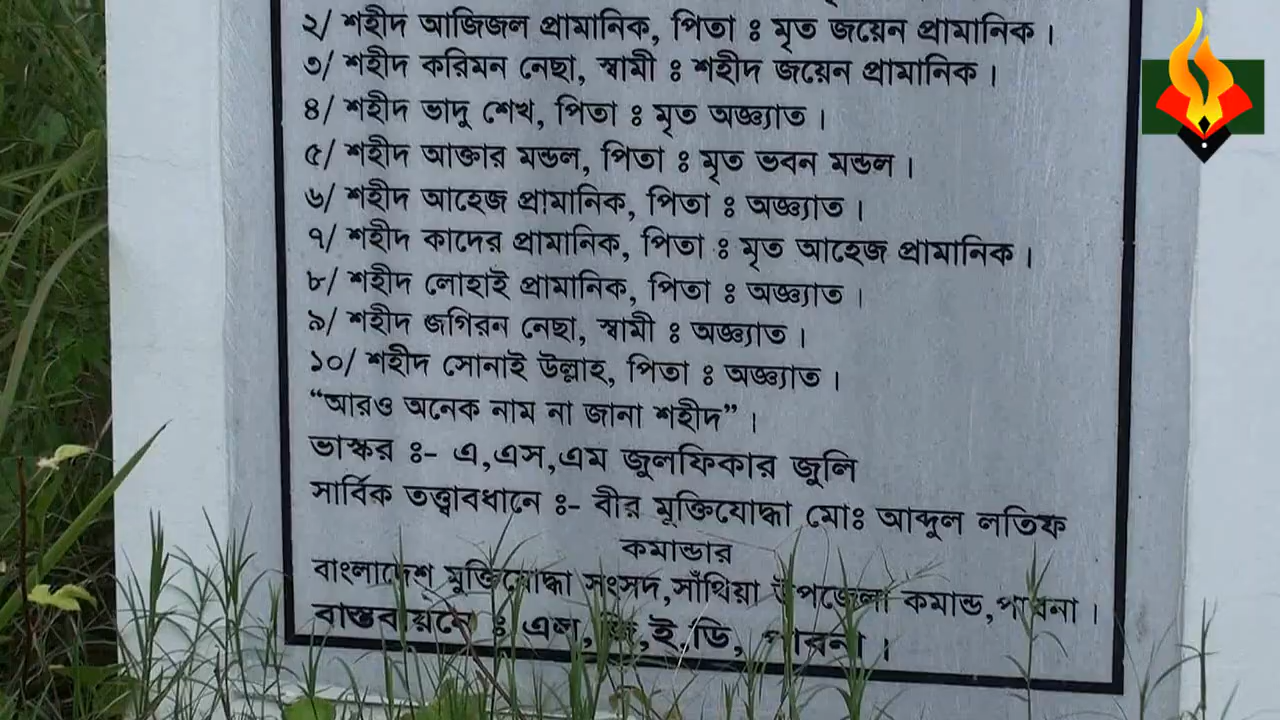 ২/ শহীদ আজিজল প্রামানিক, পিতা ঃ মৃত জয়েন প্রামানিক ।
৩/ শহীদ করিমন নেছা, স্বামী ঃ শহীদ জয়েন প্রামানিক ।
৪/ শহীদ ভাদু শেখ, পিতা ঃ মৃত অজ্ঞ্যাত ।
৫/ শহীদ আক্তার মন্ডল, পিতা ঃ মৃত ভবন মন্ডল ।
৬/ শহীদ আহেজ প্রামানিক, পিতা ঃ অজ্ঞ্যাত ।
৭/ শহীদ কাদের প্রামানিক, পিতা ঃ মৃত আহেজ প্রামানিক ।
৮/ শহীদ লোহাই প্রামানিক, পিতা ঃ অজ্ঞ্যাত ।
৯/ শহীদ জগিরন নেছা, স্বামী ঃ অজ্ঞ্যাত ।
১০/ শহীদ সোনাই উল্লাহ, পিতা ঃ অজ্ঞ্যাত ।
“আরও অনেক নাম না জানা শহীদ” ।
ভাস্কর ঃ- এ,এস,এম জুলফিকার জুলি
সার্বিক তত্ত্বাবধানে ঃ- বীর মুক্তিযোদ্ধা মোঃ আব্দুল লতিফ
কমান্ডার
বাংলাদেশ মুক্তিযোদ্ধা সংসদ,সাঁথিয়া উপজেলা কমান্ড,পাবনা ।
বাস্তবায়নে ঃ এল,জি,ই,ডি, পাবনা ।